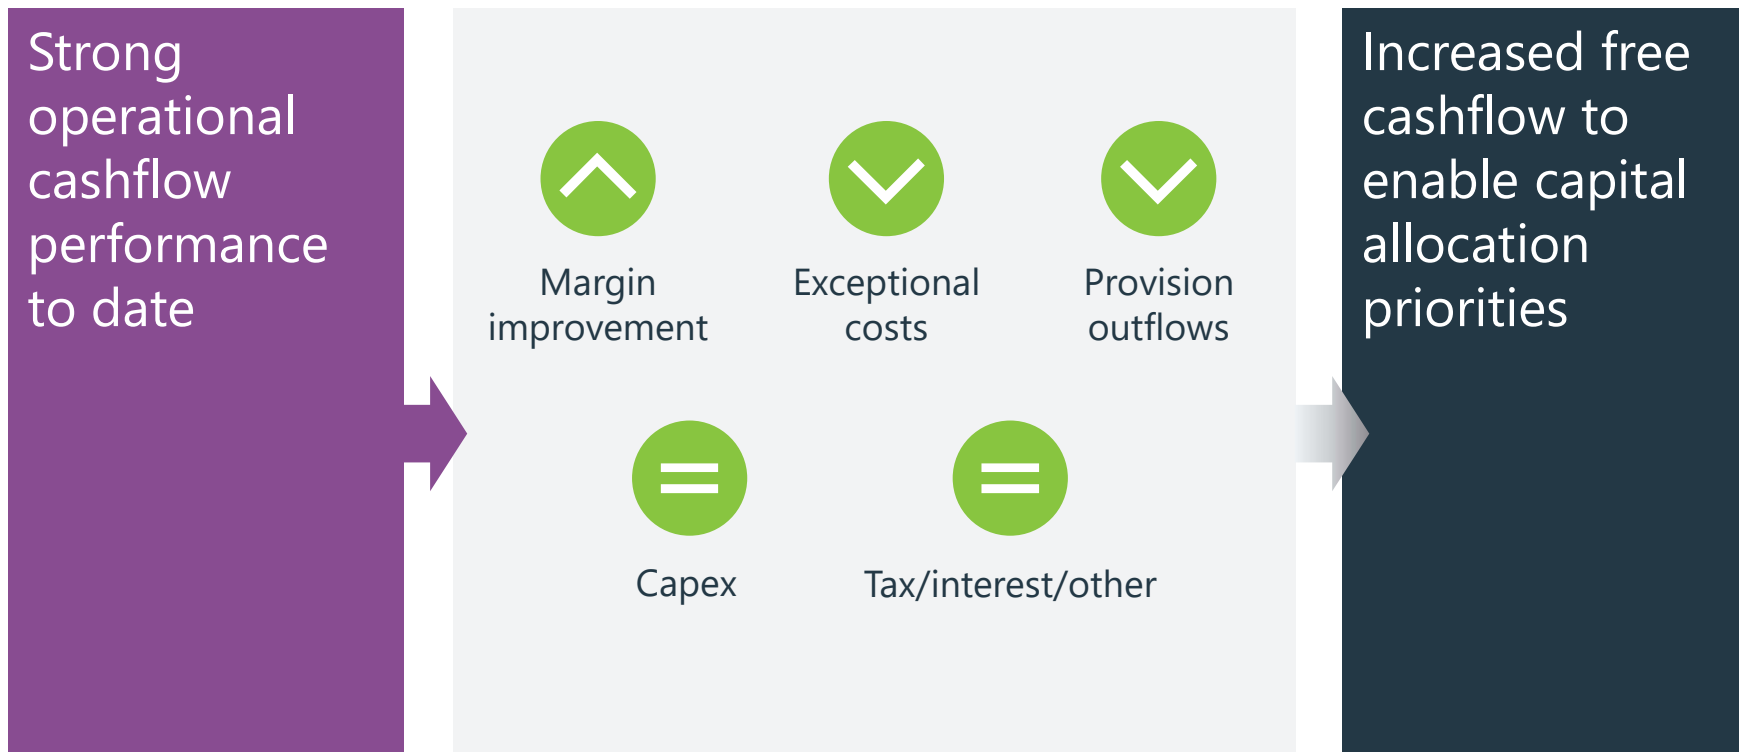 Strong
operational
cashflow
performance
to date
Margin
improvement
Exceptional
costs
Provision
outflows
Capex
Tax/interest/other
Increased free
cashflow to
enable capital
allocation
priorities